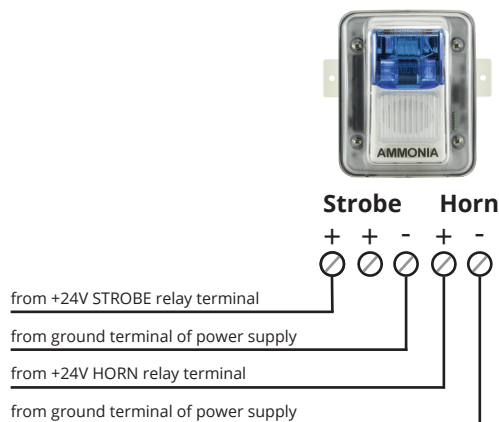 AMMONIA
Strobe Horn
+ + - + -
from +24V STROBE relay terminal
from ground terminal of power supply
from +24V HORN relay terminal
from ground terminal of power supply